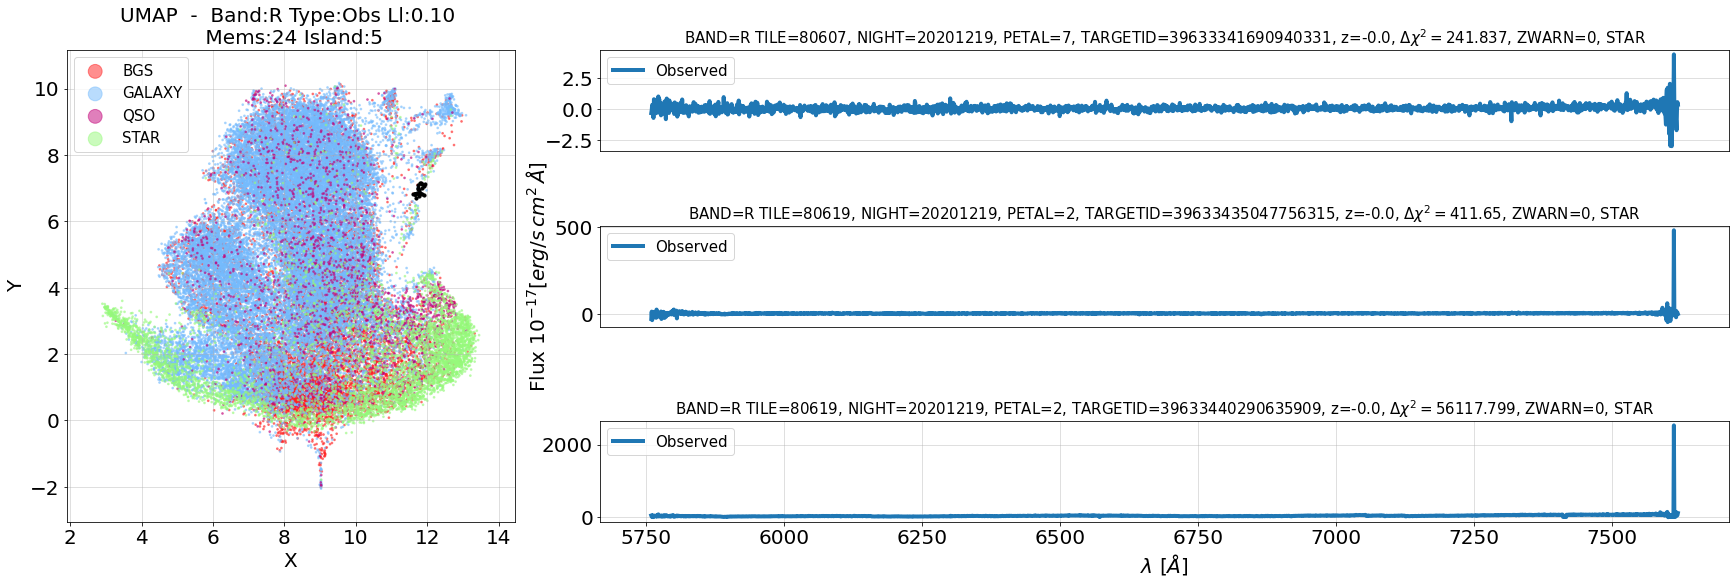 UMAP  -  Band:R Type:Obs Ll:0.10
Mems:24 Island:5
BGS
GALAXY
QSO
STAR
10
8
6
4
2
0
−2
Y
2 4 6 8 10 12 14
X
BAND=R TILE=80607, NIGHT=20201219, PETAL=7, TARGETID=39633341690940331, z=-0.0, Δχ² = 241.837, ZWARN=0, STAR
Observed
2.5
0.0
−2.5
Flux 10⁻¹⁷[erg/s cm² Å]
BAND=R TILE=80619, NIGHT=20201219, PETAL=2, TARGETID=39633435047756315, z=-0.0, Δχ² = 411.65, ZWARN=0, STAR
Observed
500
0
BAND=R TILE=80619, NIGHT=20201219, PETAL=2, TARGETID=39633440290635909, z=-0.0, Δχ² = 56117.799, ZWARN=0, STAR
Observed
2000
0
5750 6000 6250 6500 6750 7000 7250 7500
λ [Å]